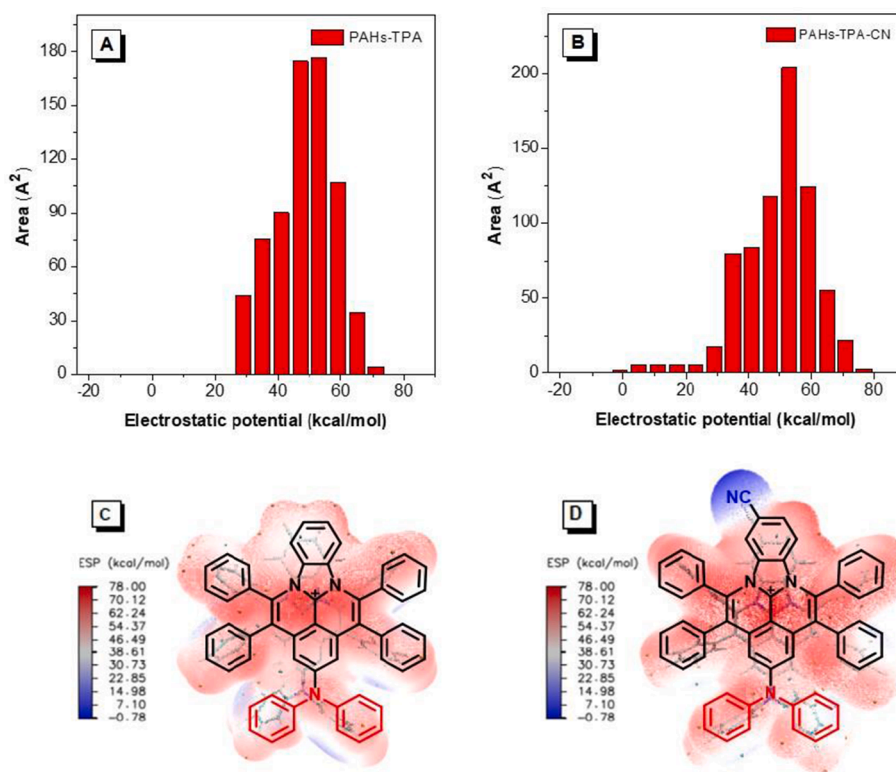 A
PAHs-TPA
180
150
120
90
60
30
0
-20
0
20
40
60
80
Area (A²)
Electrostatic potential (kcal/mol)
B
PAHs-TPA-CN
200
150
100
50
0
-20
0
20
40
60
80
Area (A²)
Electrostatic potential (kcal/mol)
C
ESP (kcal/mol)
78.00
70.12
62.24
54.37
46.49
38.61
30.73
22.85
14.98
7.10
-0.78
N
N
+
N
D
ESP (kcal/mol)
78.00
70.12
62.24
54.37
46.49
38.61
30.73
22.85
14.98
7.10
-0.78
NC
N
N
+
N